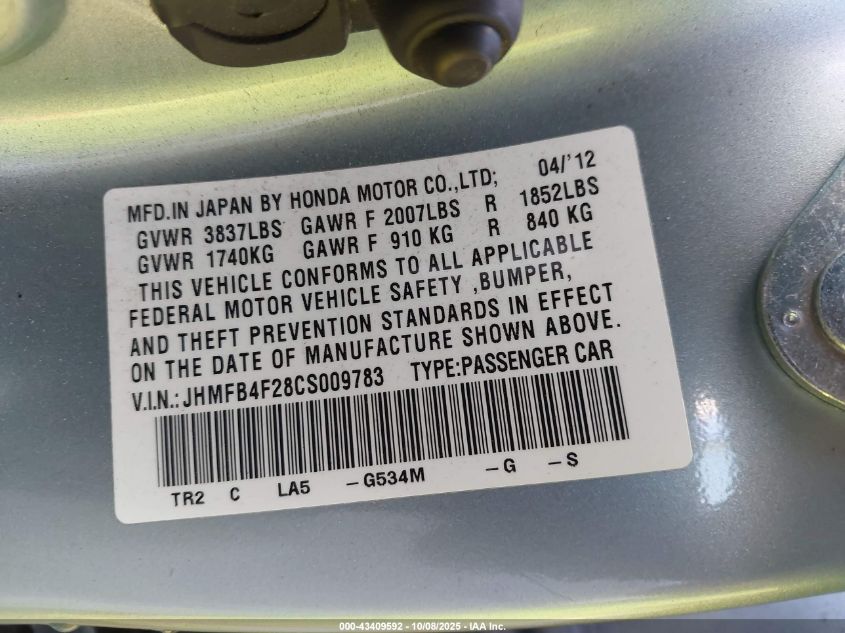 MFD.IN JAPAN BY HONDA MOTOR CO.,LTD; 04/'12
GVWR 3837LBS GAWR F 2007LBS R 1852LBS
GVWR 1740KG GAWR F 910 KG R 840 KG
THIS VEHICLE CONFORMS TO ALL APPLICABLE
FEDERAL MOTOR VEHICLE SAFETY ,BUMPER,
AND THEFT PREVENTION STANDARDS IN EFFECT
ON THE DATE OF MANUFACTURE SHOWN ABOVE.
V.I.N.: JHMFB4F28CS009783 TYPE:PASSENGER CAR
TR2 C LA5 -G534M -G -S
000-43409592 - 10/08/2025 - IAA Inc.